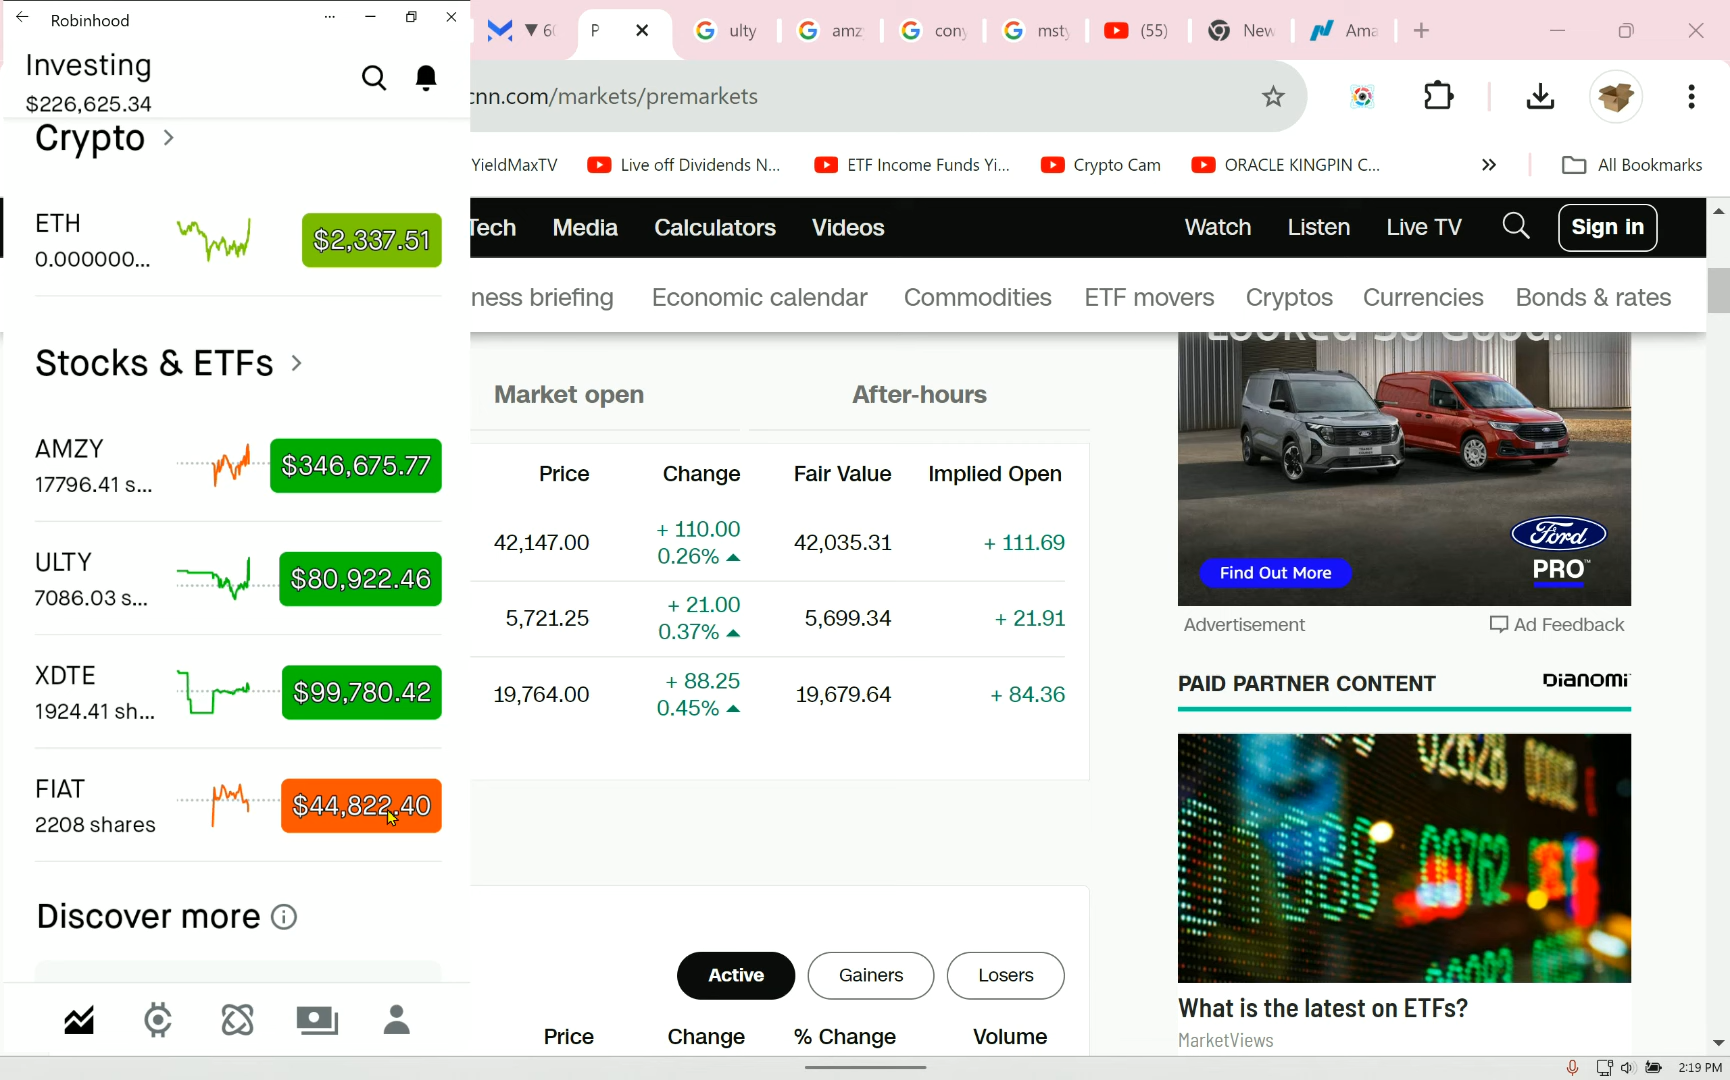 Robinhood
Investing
$226,625.34
Crypto
ETH
0.000000...
$2,337.51
Stocks & ETFs
AMZY
17796.41 s...
$346,675.77
ULTY
7086.03 s...
$80,922.46
XDTE
1924.41 sh...
$99,780.42
FIAT
2208 shares
$44,822.40
Discover more
60
P
ulty
amz
cony
msty
(55)
New
Ama
cnn.com/markets/premarkets
YieldMaxTV
Live off Dividends N...
ETF Income Funds Yi...
Crypto Cam
ORACLE KINGPIN C...
All Bookmarks
Tech
Media
Calculators
Videos
Watch
Listen
Live TV
Sign in
ness briefing
Economic calendar
Commodities
ETF movers
Cryptos
Currencies
Bonds & rates
Market open
After-hours
Price
Change
Fair Value
Implied Open
42,147.00
+ 110.00
0.26%
42,035.31
+ 111.69
5,721.25
+ 21.00
0.37%
5,699.34
+ 21.91
19,764.00
+ 88.25
0.45%
19,679.64
+ 84.36
Active
Gainers
Losers
Price
Change
% Change
Volume
Looked So Good.
Ford
PRO
Find Out More
Advertisement
Ad Feedback
PAID PARTNER CONTENT
DIANOMI
What is the latest on ETFs?
MarketViews
2:19 PM